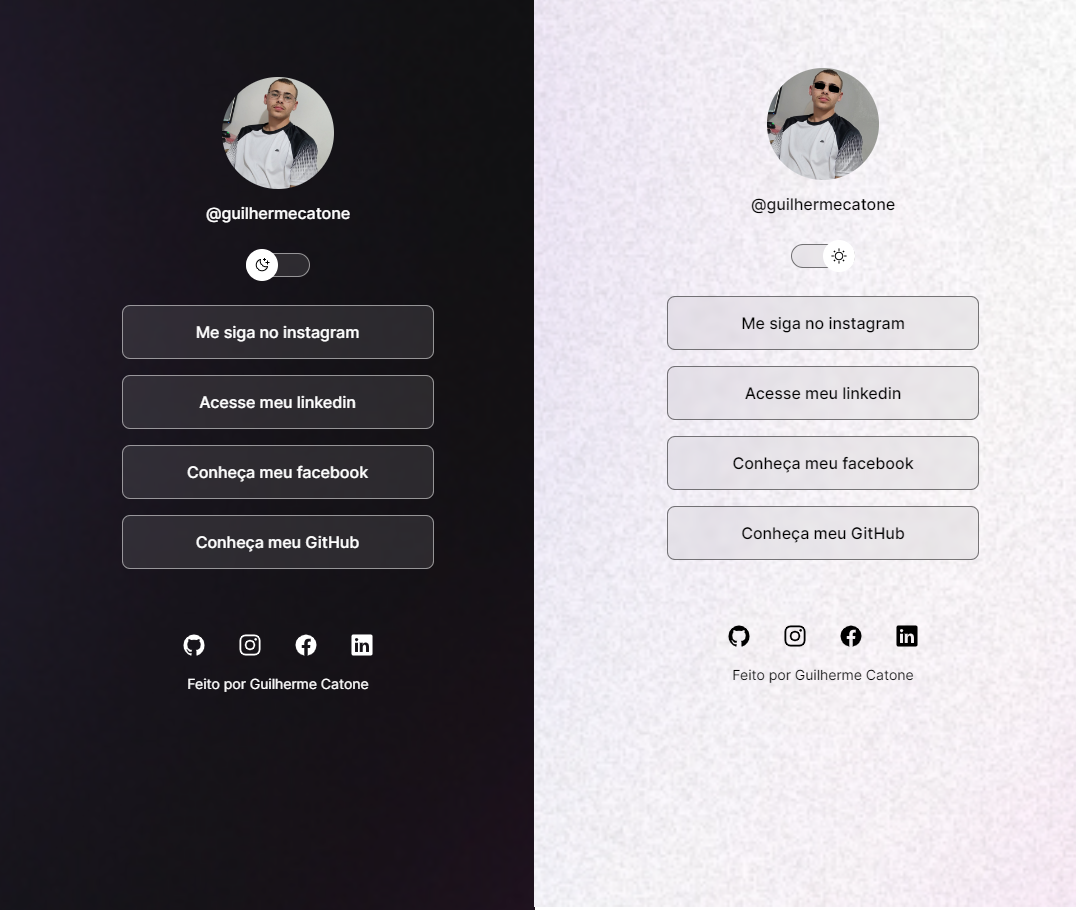 @guilhermecatone
Me siga no instagram
Acesse meu linkedin
Conheça meu facebook
Conheça meu GitHub
Feito por Guilherme Catone
@guilhermecatone
Me siga no instagram
Acesse meu linkedin
Conheça meu facebook
Conheça meu GitHub
Feito por Guilherme Catone